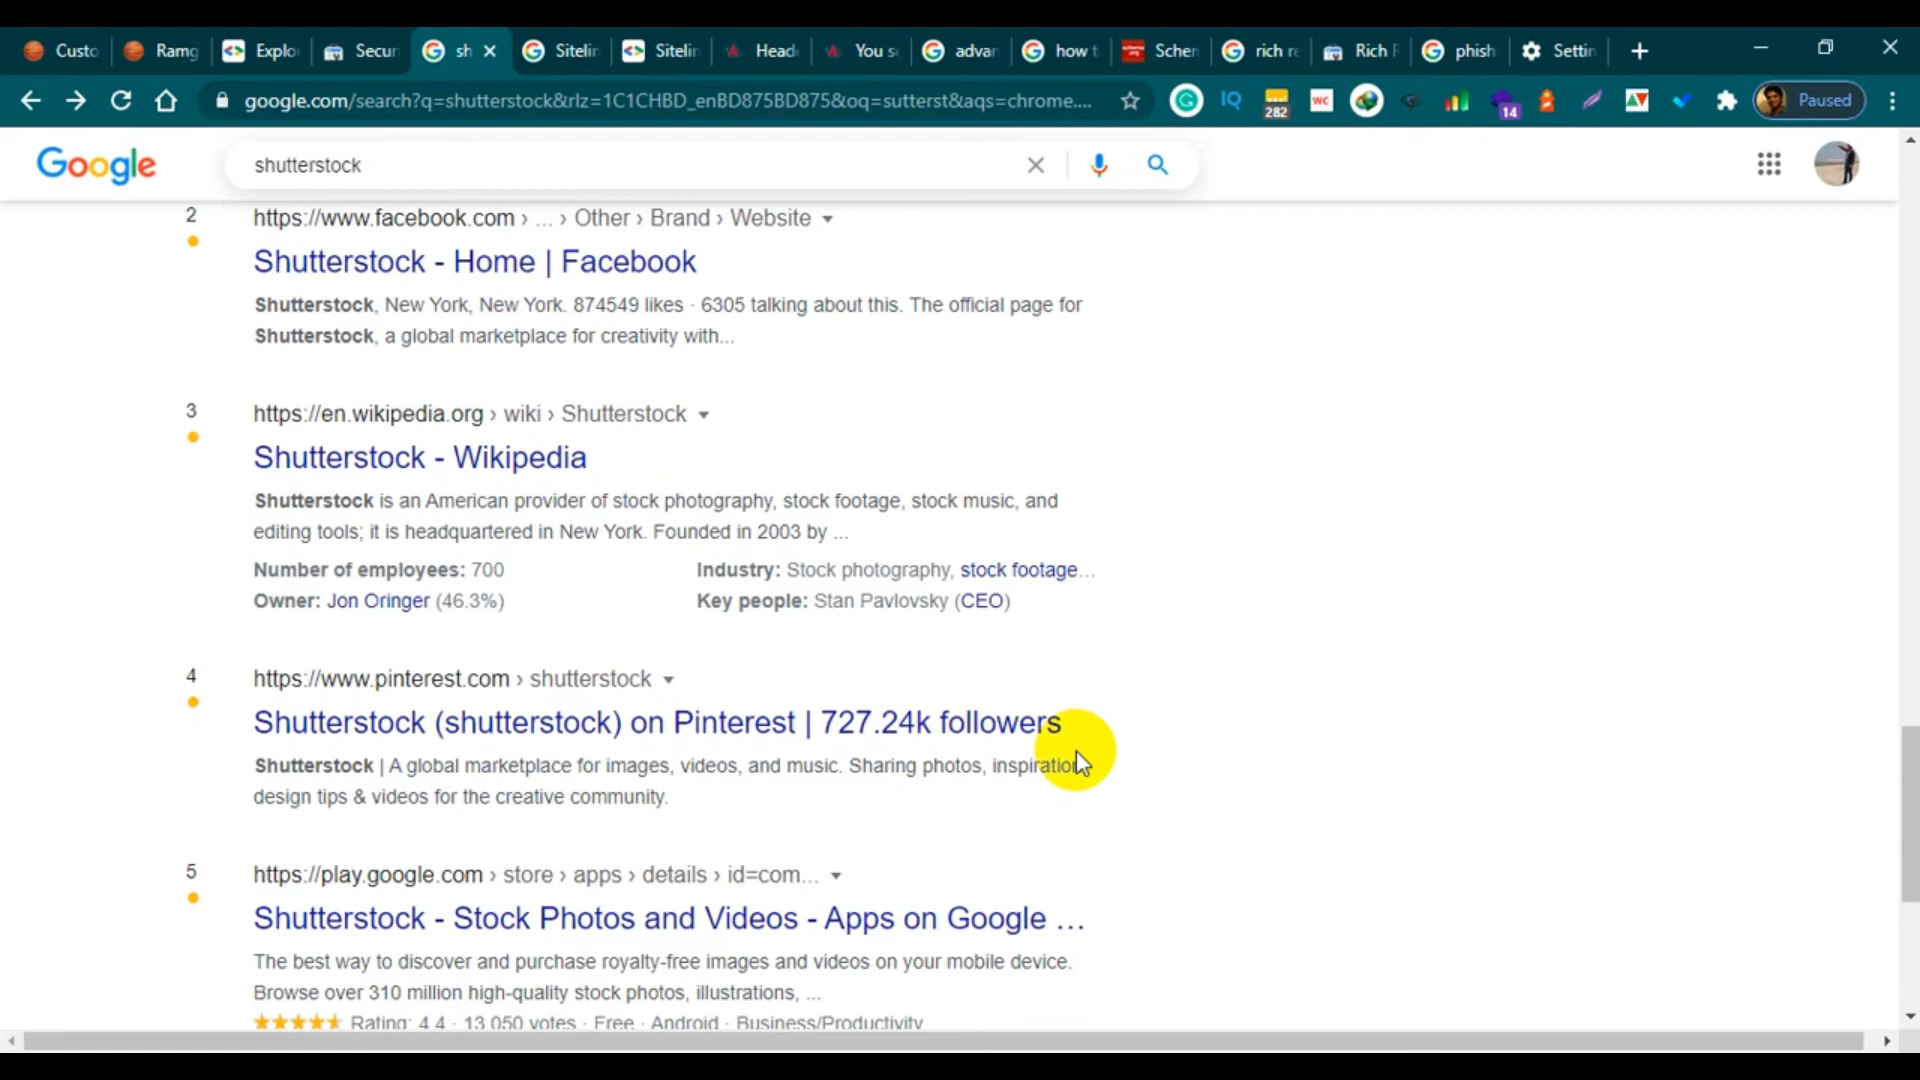 Custo
Ramg
Explo
Secur
sh
Sitelin
Sitelin
Head
You s
advan
how t
Schem
rich re
Rich R
phish
Settin
google.com/search?q=shutterstock&rlz=1C1CHBD_enBD875BD875&oq=sutterst&aqs=chrome....
IQ
282
WC
14
Paused
Google
shutterstock
2
https://www.facebook.com › ... › Other › Brand › Website
Shutterstock - Home | Facebook
Shutterstock, New York, New York. 874549 likes · 6305 talking about this. The official page for
Shutterstock, a global marketplace for creativity with...
3
https://en.wikipedia.org › wiki › Shutterstock
Shutterstock - Wikipedia
Shutterstock is an American provider of stock photography, stock footage, stock music, and
editing tools; it is headquartered in New York. Founded in 2003 by ...
Number of employees: 700
Industry: Stock photography, stock footage...
Owner: Jon Oringer (46.3%)
Key people: Stan Pavlovsky (CEO)
4
https://www.pinterest.com › shutterstock
Shutterstock (shutterstock) on Pinterest | 727.24k followers
Shutterstock | A global marketplace for images, videos, and music. Sharing photos, inspiration
design tips & videos for the creative community.
5
https://play.google.com › store › apps › details › id=com...
Shutterstock - Stock Photos and Videos - Apps on Google ...
The best way to discover and purchase royalty-free images and videos on your mobile device.
Browse over 310 million high-quality stock photos, illustrations, ...
Rating: 4.4 · 13,050 votes · Free · Android · Business/Productivity